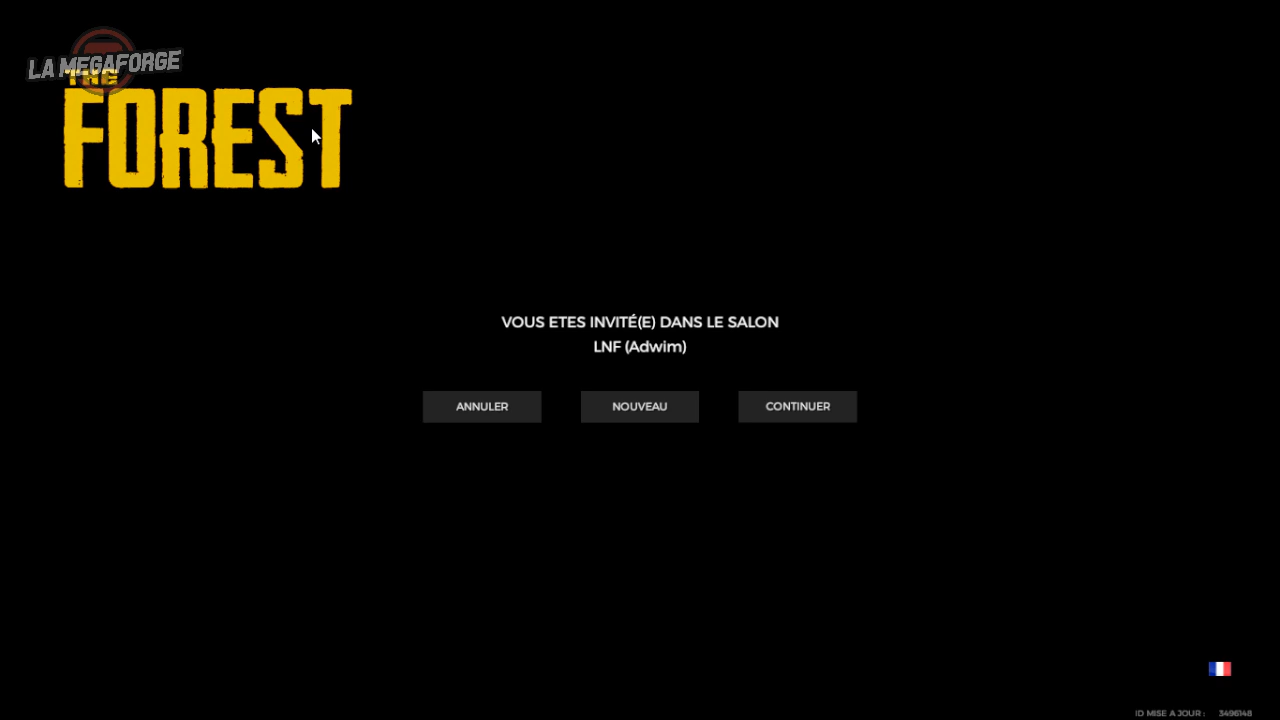 LA MEGAFORGE
THE
FOREST
VOUS ETES INVITÉ(E) DANS LE SALON
LNF (Adwim)
ANNULER
NOUVEAU
CONTINUER
ID MISE A JOUR : 3496148